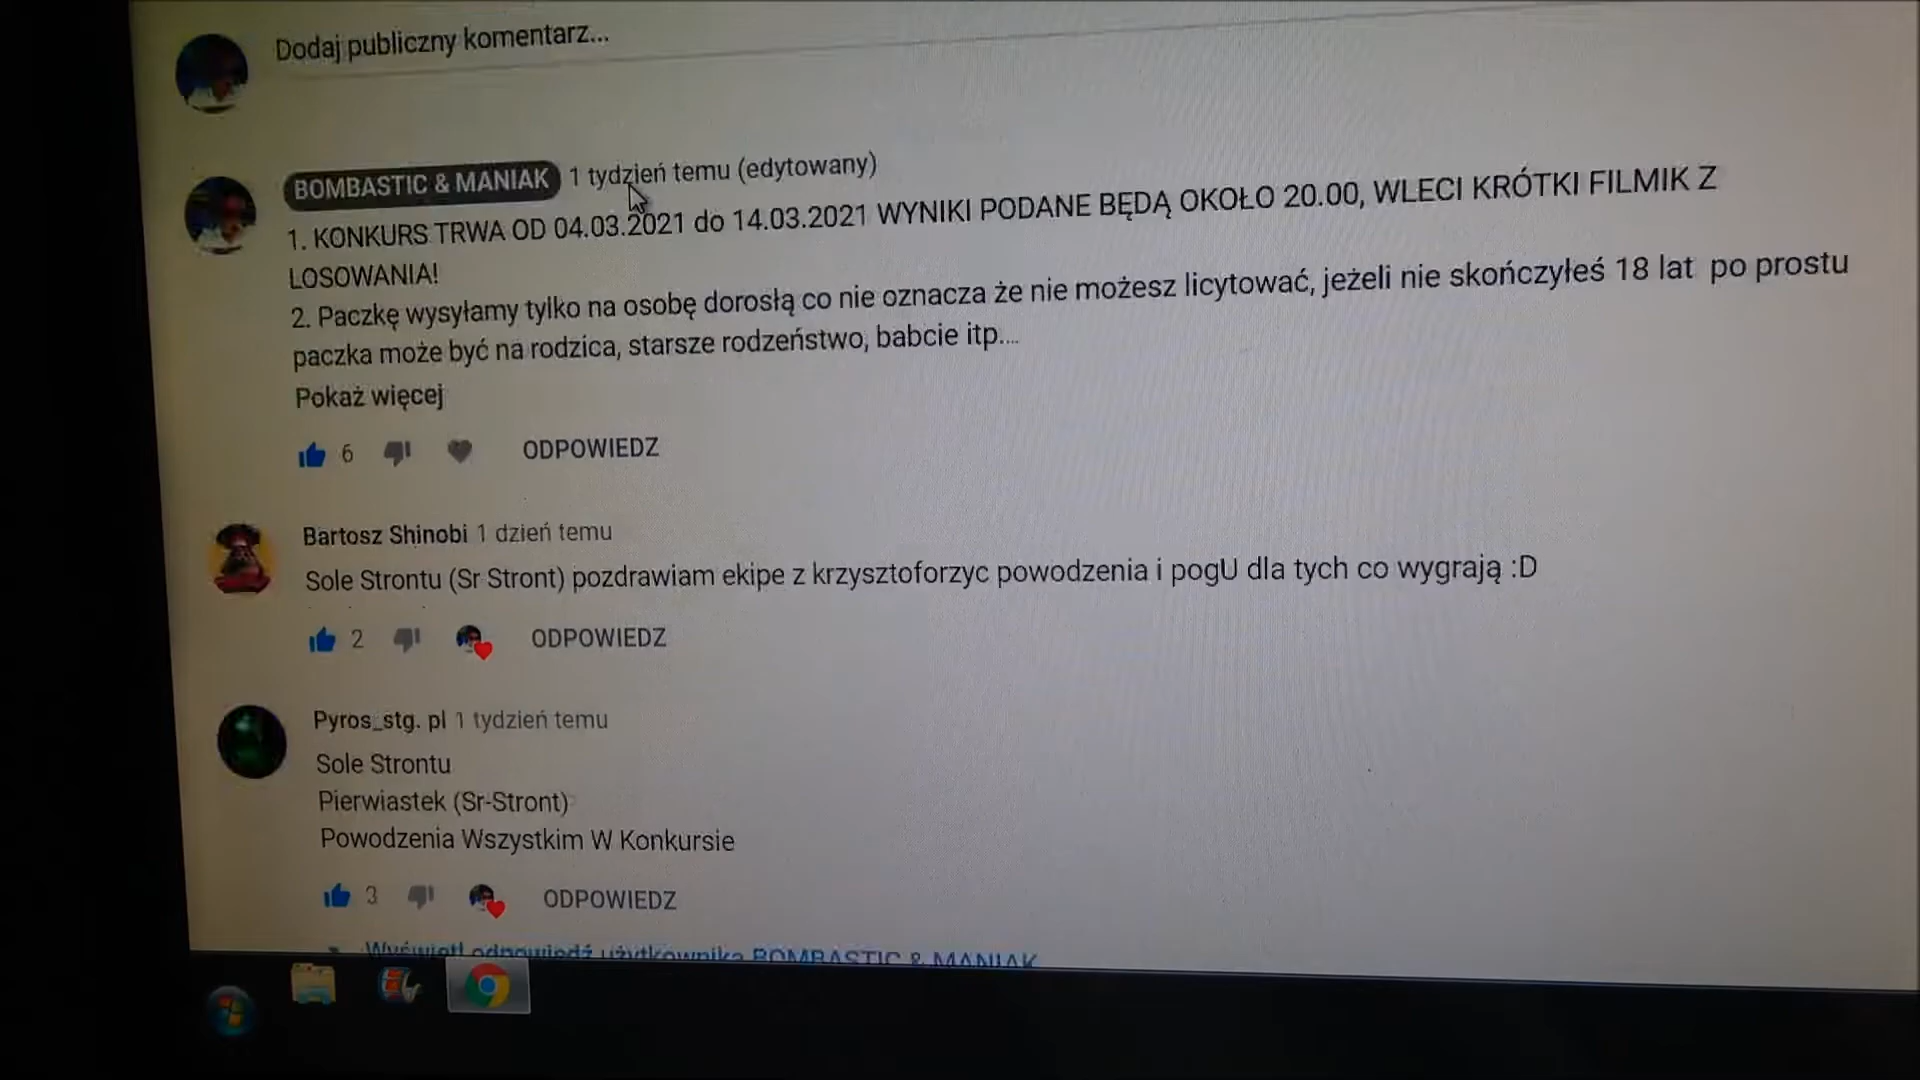 Dodaj publiczny komentarz...
BOMBASTIC & MANIAK 1 tydzień temu (edytowany)
1. KONKURS TRWA OD 04.03.2021 do 14.03.2021 WYNIKI PODANE BĘDĄ OKOŁO 20.00, WLECI KRÓTKI FILMIK Z
LOSOWANIA!
2. Paczkę wysyłamy tylko na osobę dorosłą co nie oznacza że nie możesz licytować, jeżeli nie skończyłeś 18 lat po prostu
paczka może być na rodzica, starsze rodzeństwo, babcie itp....
Pokaż więcej
6 ODPOWIEDZ
Bartosz Shinobi 1 dzień temu
Sole Strontu (Sr Stront) pozdrawiam ekipe z krzysztoforzyc powodzenia i pogU dla tych co wygrają :D
2 ODPOWIEDZ
Pyros_stg. pl 1 tydzień temu
Sole Strontu
Pierwiastek (Sr-Stront)
Powodzenia Wszystkim W Konkursie
3 ODPOWIEDZ
Wyświetl odpowiedź użytkownika BOMBASTIC & MANIAK